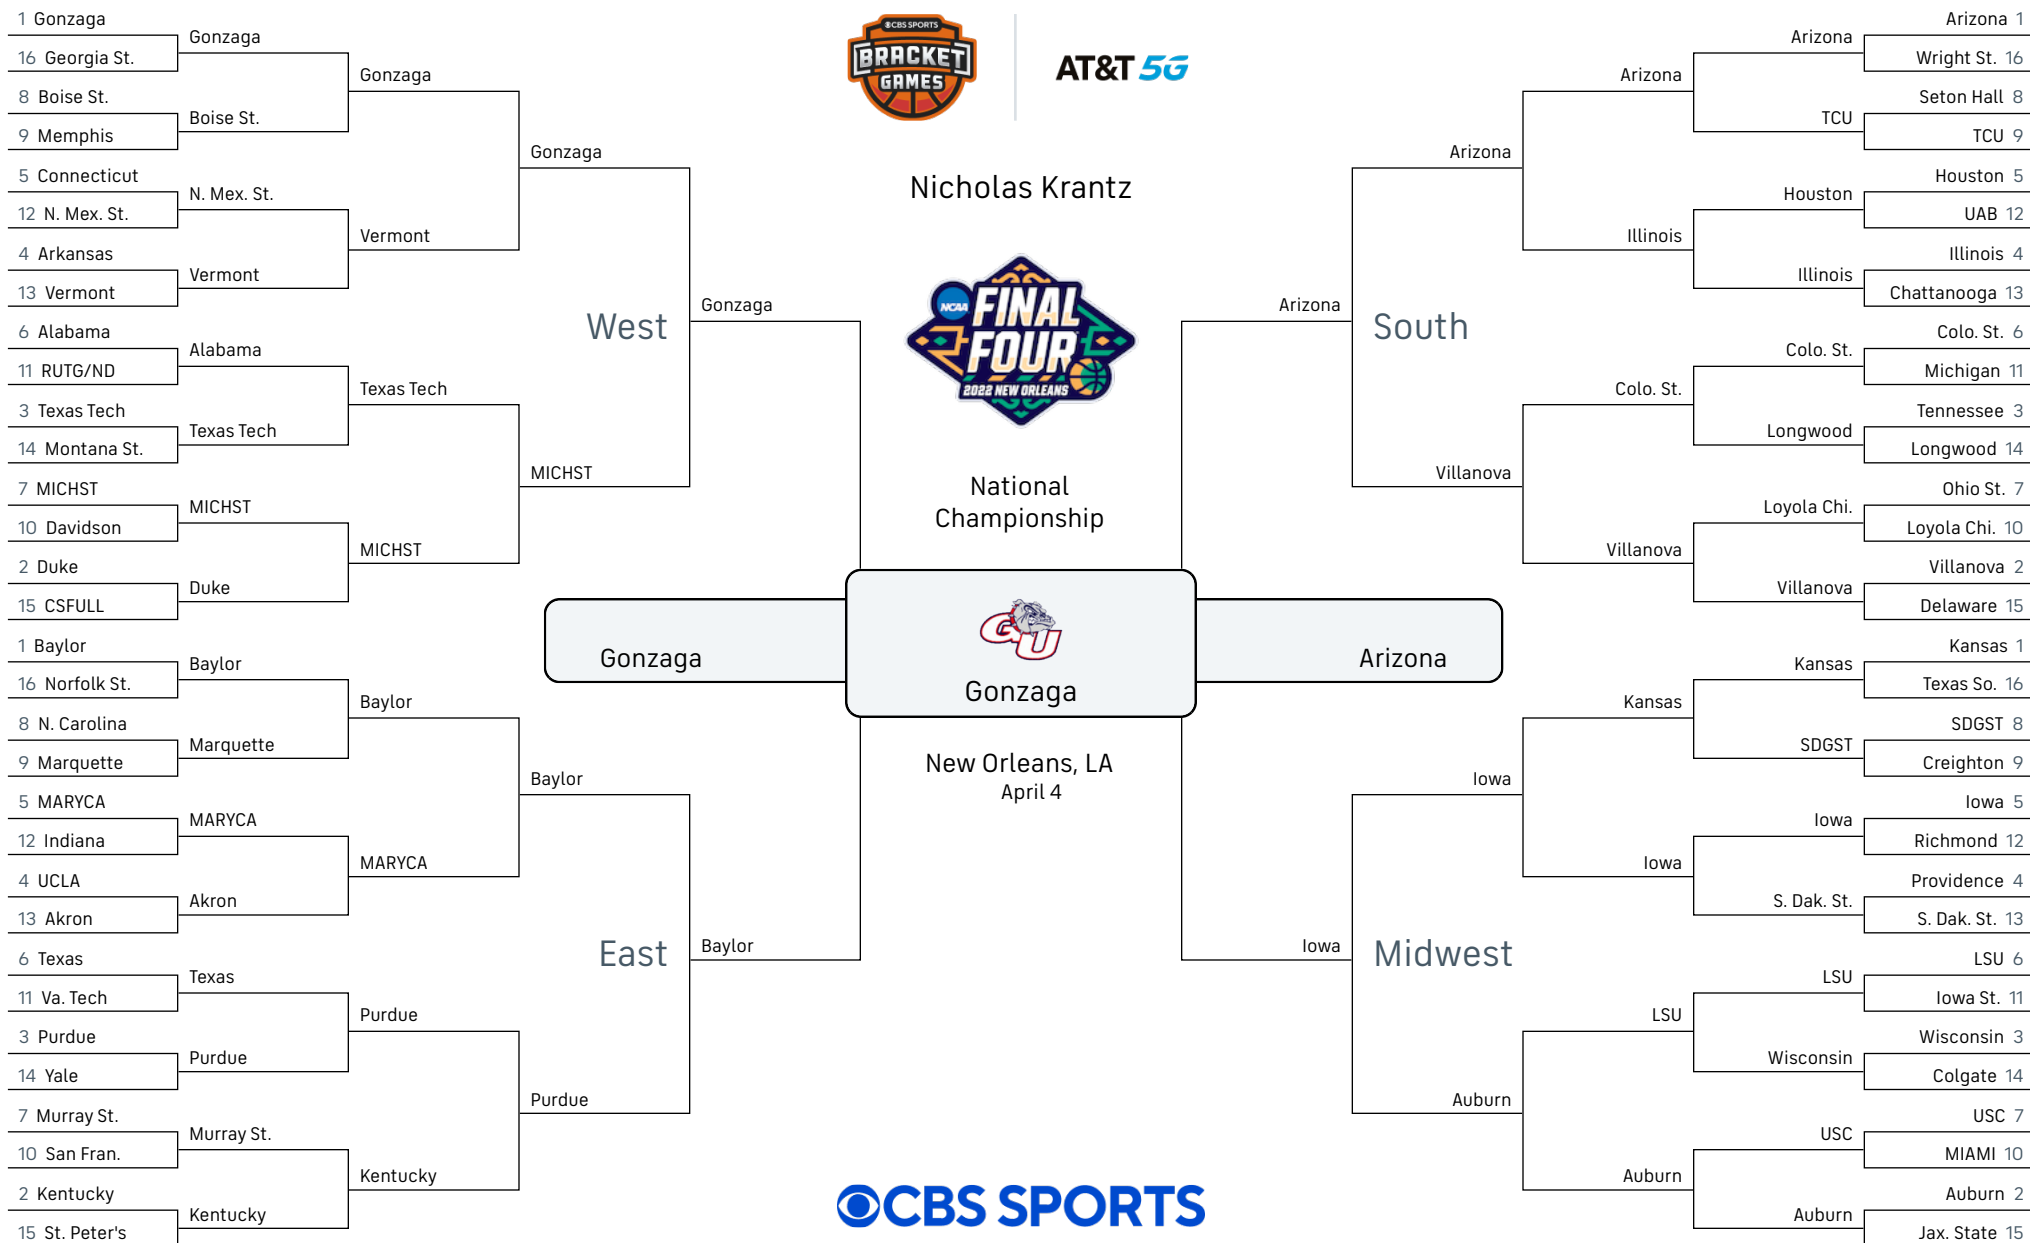 1 Gonzaga
16 Georgia St.
8 Boise St.
9 Memphis
5 Connecticut
12 N. Mex. St.
4 Arkansas
13 Vermont
6 Alabama
11 RUTG/ND
3 Texas Tech
14 Montana St.
7 MICHST
10 Davidson
2 Duke
15 CSFULL
1 Baylor
16 Norfolk St.
8 N. Carolina
9 Marquette
5 MARYCA
12 Indiana
4 UCLA
13 Akron
6 Texas
11 Va. Tech
3 Purdue
14 Yale
7 Murray St.
10 San Fran.
2 Kentucky
15 St. Peter's
Gonzaga
Boise St.
N. Mex. St.
Vermont
Alabama
Texas Tech
MICHST
Duke
Baylor
Marquette
MARYCA
Akron
Texas
Purdue
Murray St.
Kentucky
Gonzaga
Vermont
Texas Tech
MICHST
Baylor
MARYCA
Purdue
Kentucky
Gonzaga
MICHST
Baylor
Purdue
West
East
Gonzaga
Baylor
CBS SPORTS
BRACKET
GAMES
AT&T 5G
Nicholas Krantz
NCAA
FINAL
FOUR
2022 NEW ORLEANS
National
Championship
Gonzaga
GU
Gonzaga
Arizona
New Orleans, LA
April 4
CBS SPORTS
Arizona
Iowa
South
Midwest
Arizona
Villanova
Iowa
Auburn
Arizona
Illinois
Colo. St.
Villanova
Kansas
Iowa
LSU
Auburn
Arizona
TCU
Houston
Illinois
Colo. St.
Longwood
Loyola Chi.
Villanova
Kansas
SDGST
Iowa
S. Dak. St.
LSU
Wisconsin
USC
Auburn
Arizona 1
Wright St. 16
Seton Hall 8
TCU 9
Houston 5
UAB 12
Illinois 4
Chattanooga 13
Colo. St. 6
Michigan 11
Tennessee 3
Longwood 14
Ohio St. 7
Loyola Chi. 10
Villanova 2
Delaware 15
Kansas 1
Texas So. 16
SDGST 8
Creighton 9
Iowa 5
Richmond 12
Providence 4
S. Dak. St. 13
LSU 6
Iowa St. 11
Wisconsin 3
Colgate 14
USC 7
MIAMI 10
Auburn 2
Jax. State 15